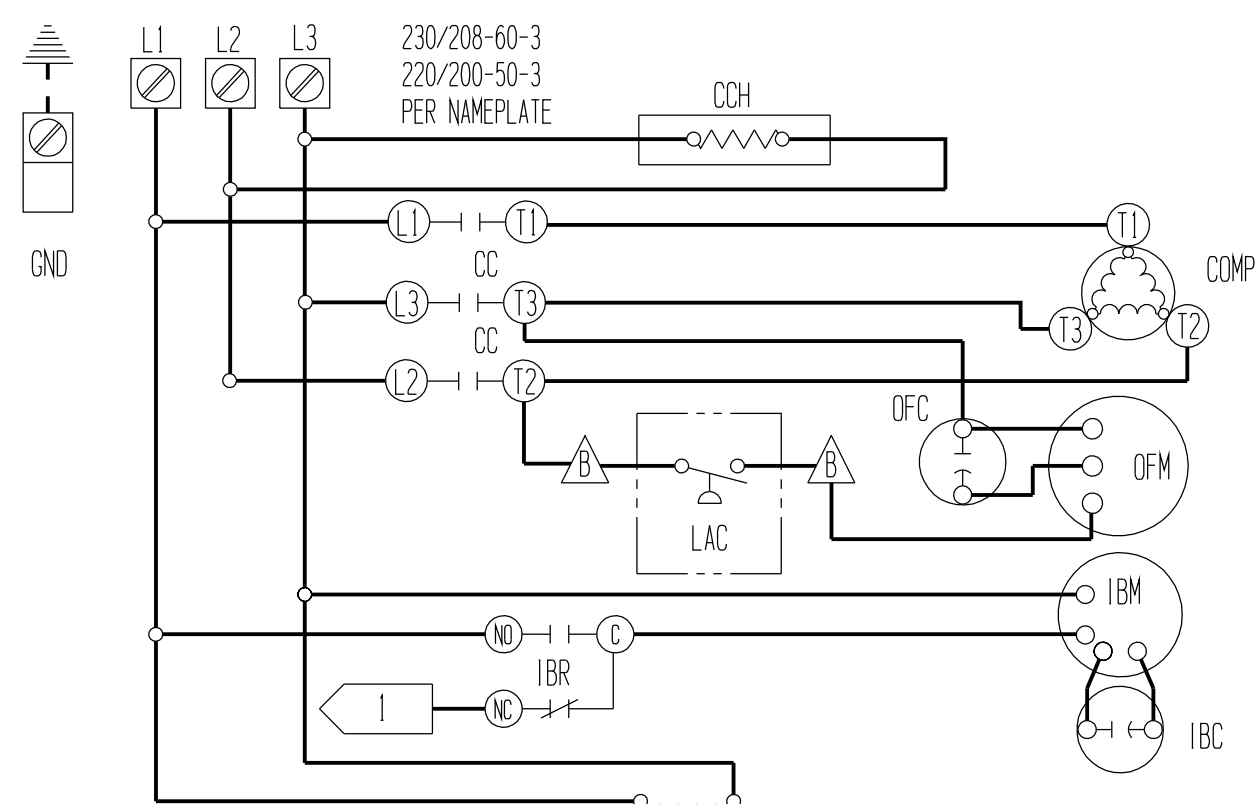 L1 L2 L3
230/208-60-3
220/200-50-3
PER NAMEPLATE
CCH
GND
L1 T1 T1
CC
COMP
L3 T3 T3 T2
CC
L2 T2
OFC
B B
OFM
LAC
IBM
NO C
IBR
1 NC
IBC